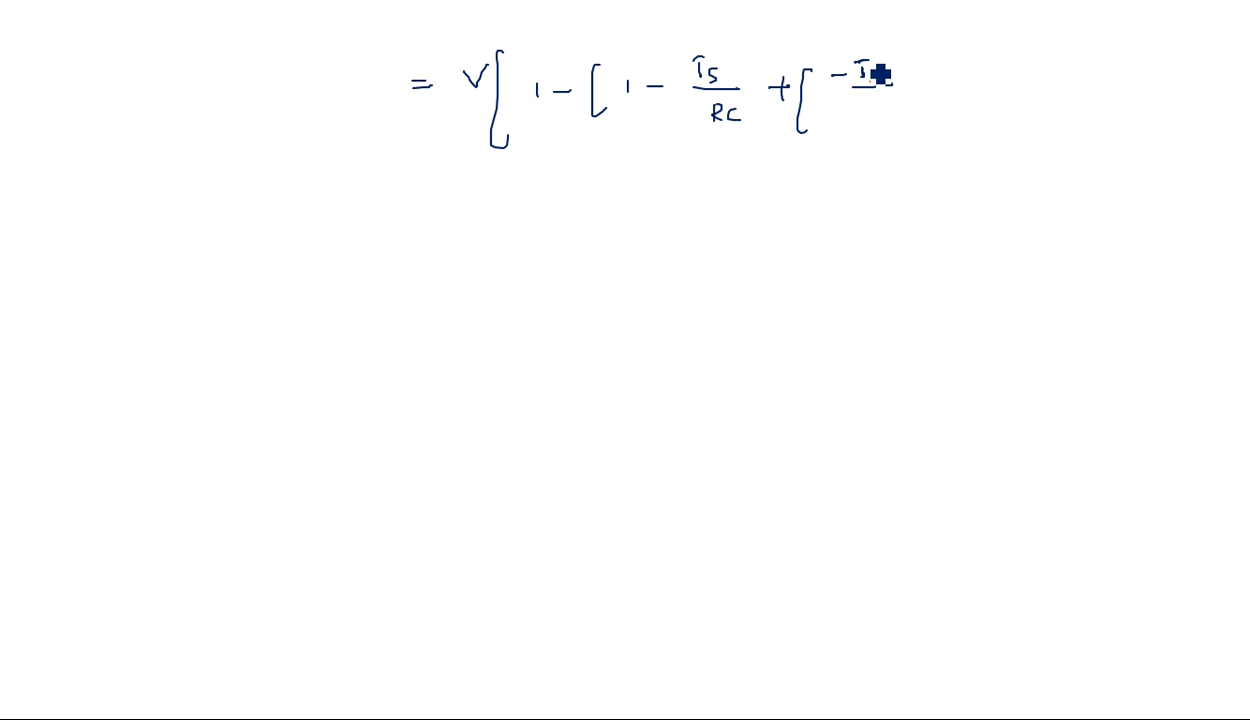 = V[ 1 - [ 1 - Ts/RC + [ -T